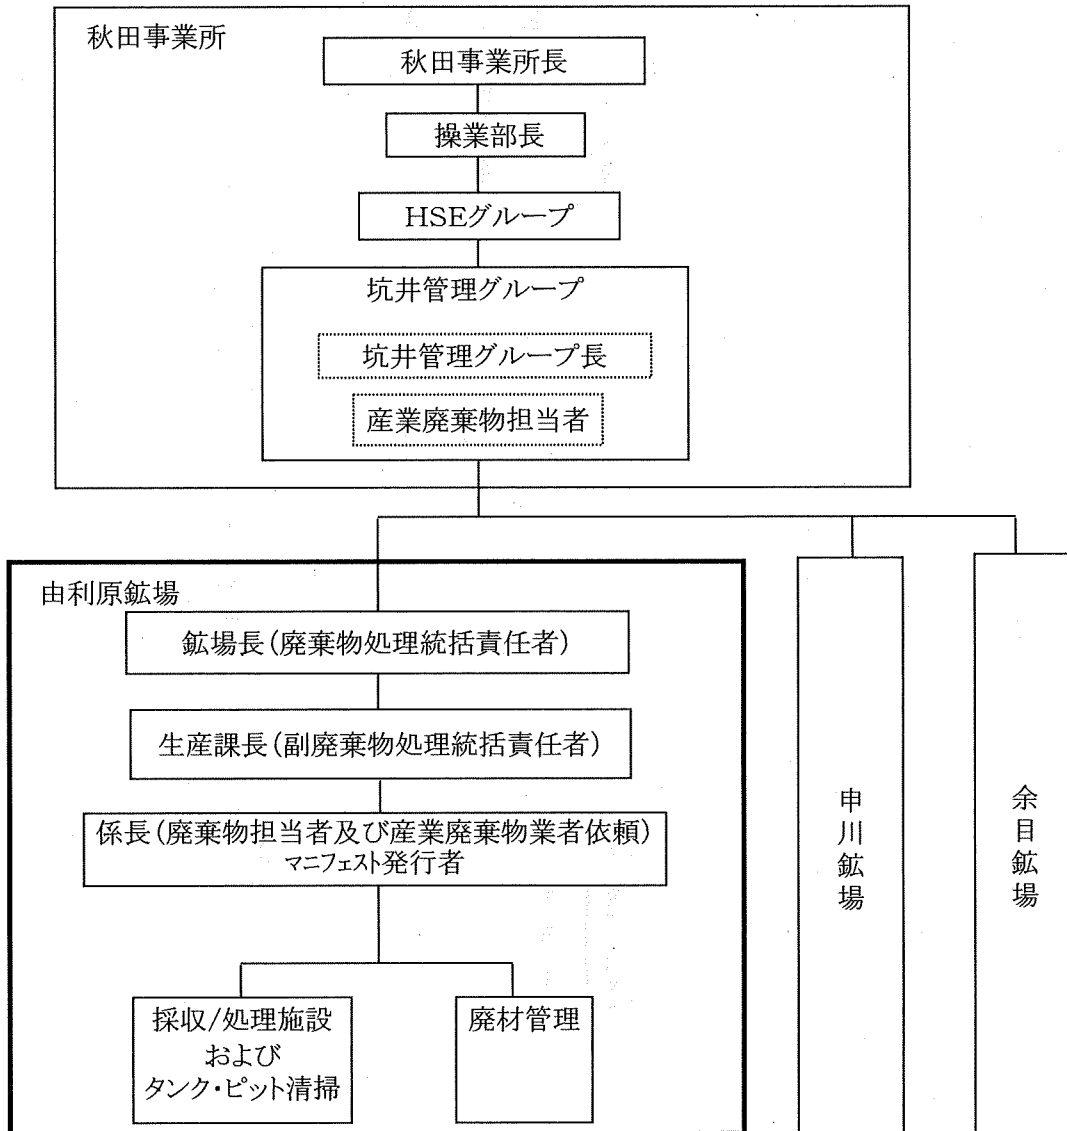 秋田事業所
秋田事業所長
操業部長
HSEグループ
坑井管理グループ
坑井管理グループ長
産業廃棄物担当者
由利原鉱場
鉱場長(廃棄物処理統括責任者)
生産課長(副廃棄物処理統括責任者)
係長(廃棄物担当者及び産業廃棄物業者依頼)
マニフェスト発行者
採収/処理施設
および
タンク・ピット清掃
廃材管理
申川鉱場
余目鉱場